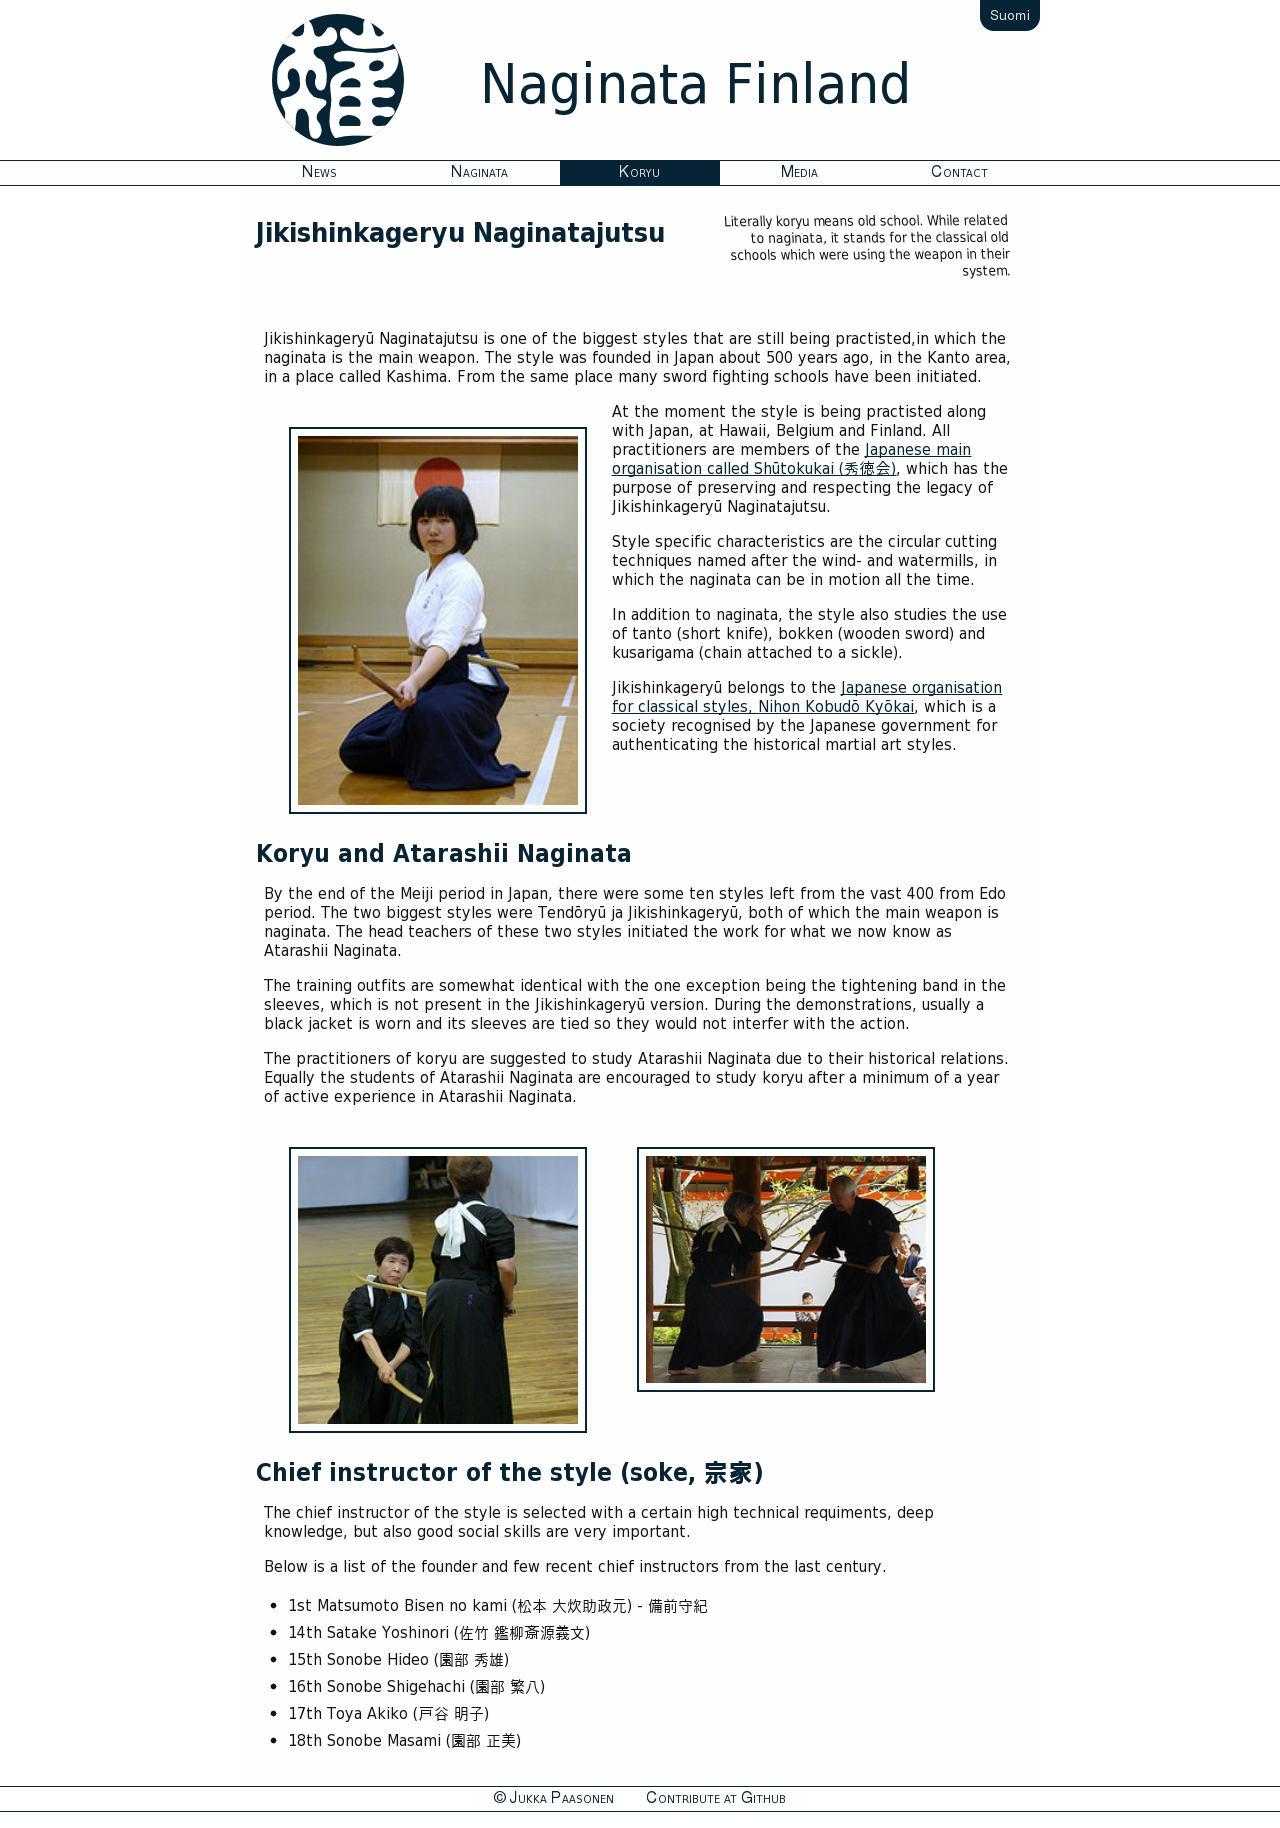 Suomi
Naginata Finland
News Naginata Koryu Media Contact
Jikishinkageryu Naginatajutsu
Literally koryu means old school. While related
to naginata, it stands for the classical old
schools which were using the weapon in their
system.
Jikishinkageryū Naginatajutsu is one of the biggest styles that are still being practisted,in which the
naginata is the main weapon. The style was founded in Japan about 500 years ago, in the Kanto area,
in a place called Kashima. From the same place many sword fighting schools have been initiated.
At the moment the style is being practisted along
with Japan, at Hawaii, Belgium and Finland. All
practitioners are members of the Japanese main
organisation called Shūtokukai (秀徳会), which has the
purpose of preserving and respecting the legacy of
Jikishinkageryū Naginatajutsu.
Style specific characteristics are the circular cutting
techniques named after the wind- and watermills, in
which the naginata can be in motion all the time.
In addition to naginata, the style also studies the use
of tanto (short knife), bokken (wooden sword) and
kusarigama (chain attached to a sickle).
Jikishinkageryū belongs to the Japanese organisation
for classical styles, Nihon Kobudō Kyōkai, which is a
society recognised by the Japanese government for
authenticating the historical martial art styles.
Koryu and Atarashii Naginata
By the end of the Meiji period in Japan, there were some ten styles left from the vast 400 from Edo
period. The two biggest styles were Tendōryū ja Jikishinkageryū, both of which the main weapon is
naginata. The head teachers of these two styles initiated the work for what we now know as
Atarashii Naginata.
The training outfits are somewhat identical with the one exception being the tightening band in the
sleeves, which is not present in the Jikishinkageryū version. During the demonstrations, usually a
black jacket is worn and its sleeves are tied so they would not interfer with the action.
The practitioners of koryu are suggested to study Atarashii Naginata due to their historical relations.
Equally the students of Atarashii Naginata are encouraged to study koryu after a minimum of a year
of active experience in Atarashii Naginata.
Chief instructor of the style (soke, 宗家)
The chief instructor of the style is selected with a certain high technical requiments, deep
knowledge, but also good social skills are very important.
Below is a list of the founder and few recent chief instructors from the last century.
• 1st Matsumoto Bisen no kami (松本 大炊助政元) - 備前守紀
• 14th Satake Yoshinori (佐竹 鑑柳斎源義文)
• 15th Sonobe Hideo (園部 秀雄)
• 16th Sonobe Shigehachi (園部 繁八)
• 17th Toya Akiko (戸谷 明子)
• 18th Sonobe Masami (園部 正美)
© Jukka Paasonen Contribute at Github